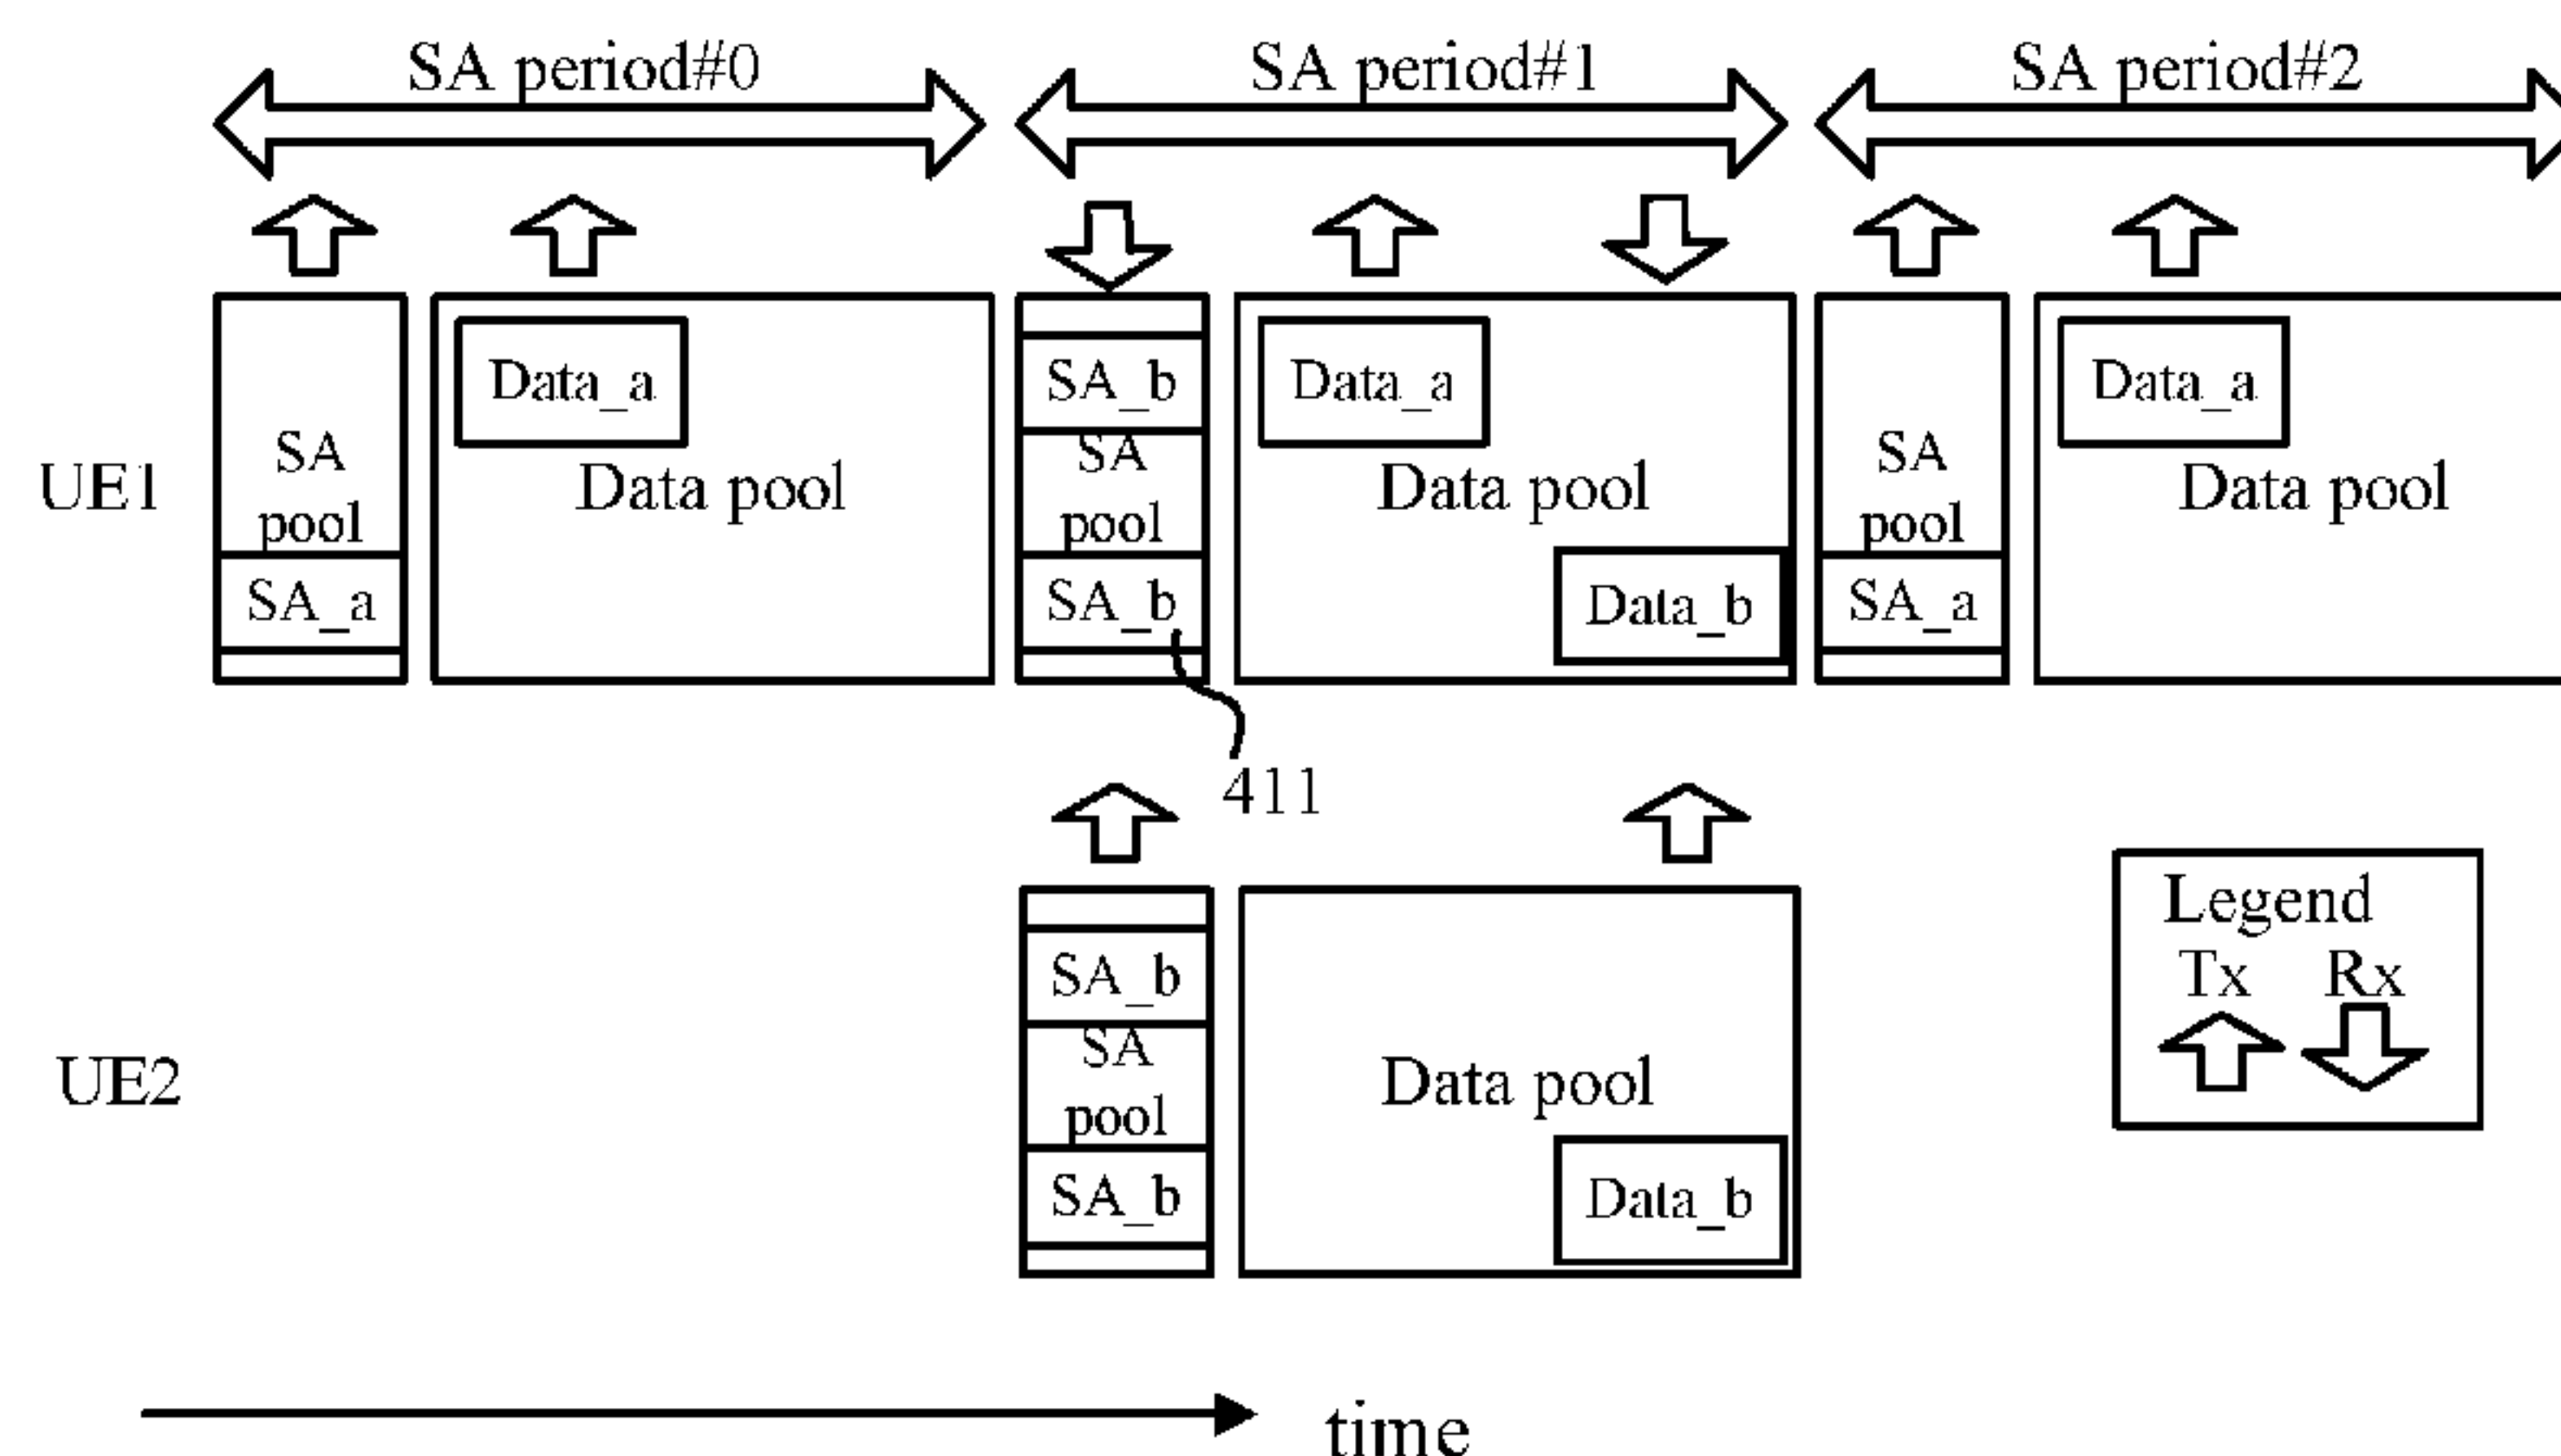 SA period#0
SA period#1
SA period#2
UE1
SA
pool
SA_a
Data_a
Data pool
SA_b
SA
pool
SA_b
Data_a
Data pool
Data_b
SA
pool
SA_a
Data_a
Data pool
411
UE2
SA_b
SA
pool
SA_b
Data pool
Data_b
Legend
Tx Rx
time